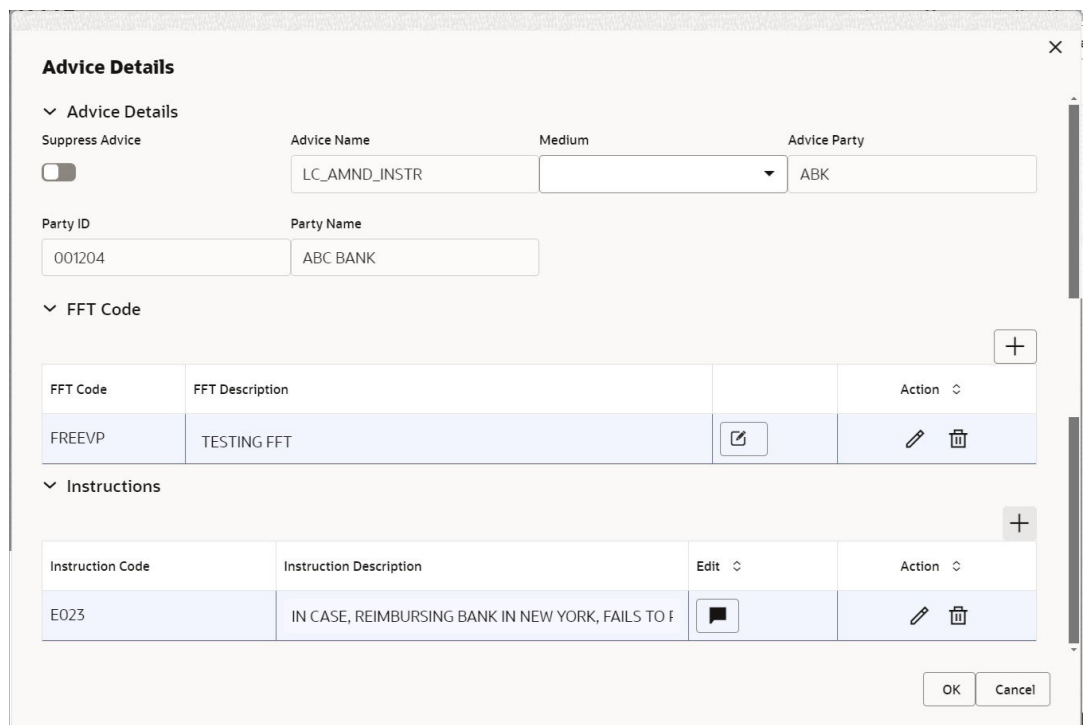 Advice Details
Advice Details
Suppress Advice Advice Name Medium Advice Party
LC_AMND_INSTR ABK
Party ID Party Name
001204 ABC BANK
FFT Code
FFT Code FFT Description Action
FREEVP TESTING FFT
Instructions
Instruction Code Instruction Description Edit Action
E023 IN CASE, REIMBURSING BANK IN NEW YORK, FAILS TO
OK Cancel